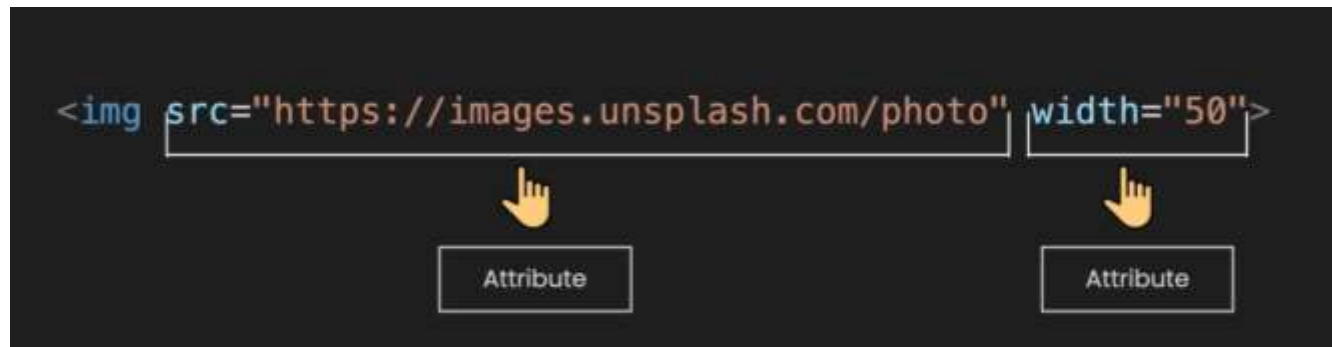 <img src="https://images.unsplash.com/photo" width="50">
Attribute Attribute